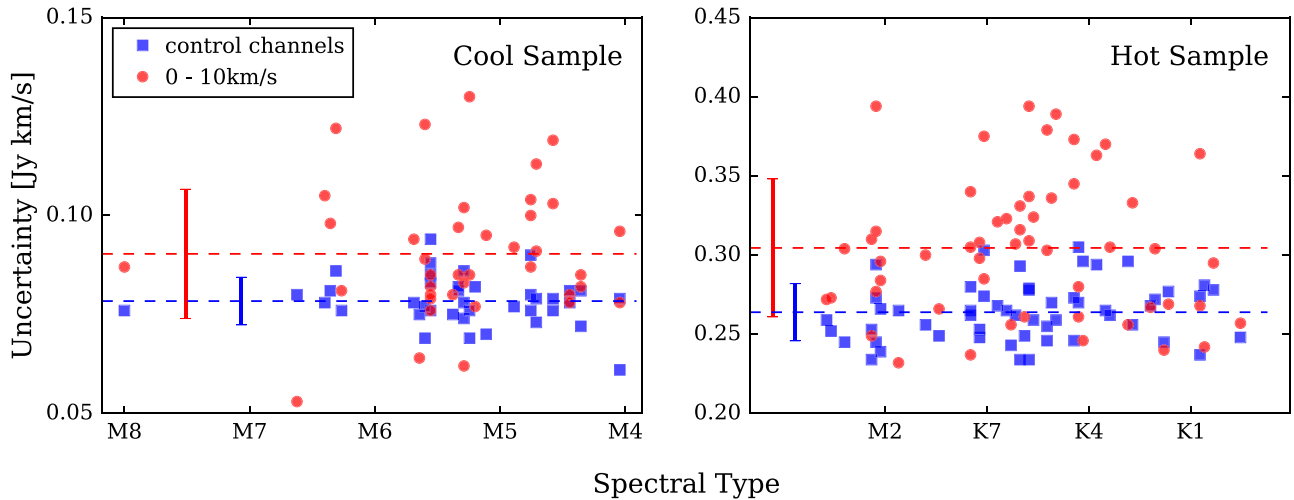 Uncertainty [Jy km/s]
0.15
0.10
0.05
control channels
0 - 10km/s
Cool Sample
M8 M7 M6 M5 M4
0.45
0.40
0.35
0.30
0.25
0.20
Hot Sample
M2 K7 K4 K1
Spectral Type